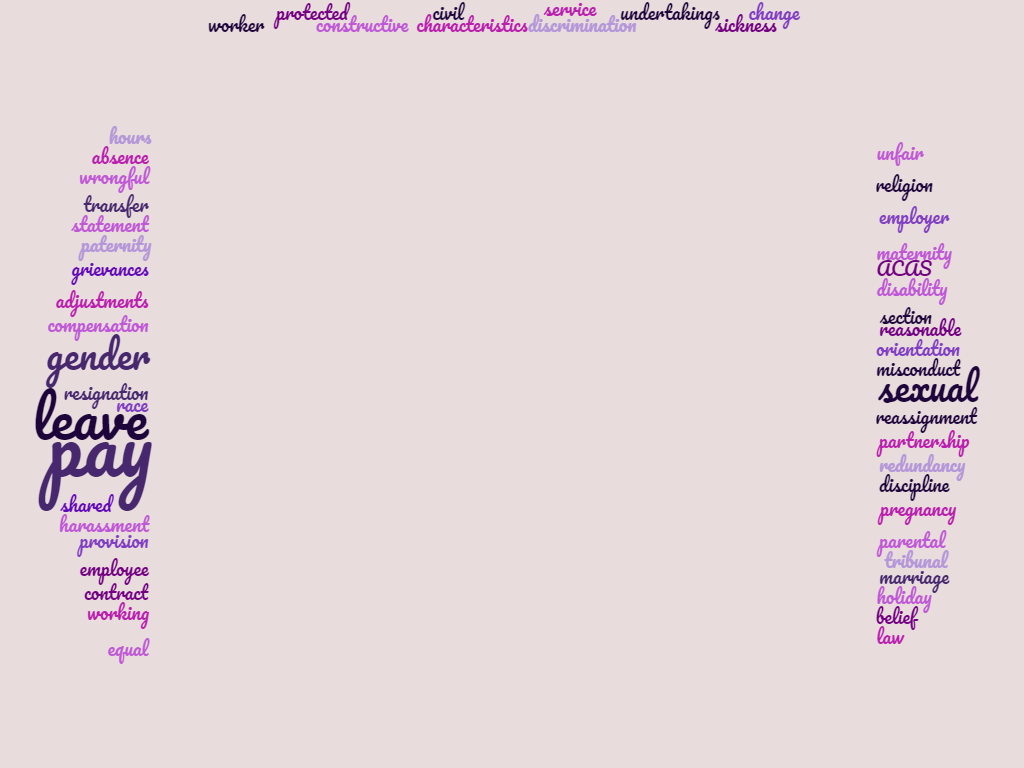 protected civil service undertakings change
worker constructive characteristics discrimination sickness
hours
absence
wrongful
transfer
statement
paternity
grievances
adjustments
compensation
gender
resignation
race
leave
pay
shared
harassment
provision
employee
contract
working
equal
unfair
religion
employer
maternity
ACAS
disability
section
reasonable
orientation
misconduct
sexual
reassignment
partnership
redundancy
discipline
pregnancy
parental
tribunal
marriage
holiday
belief
law